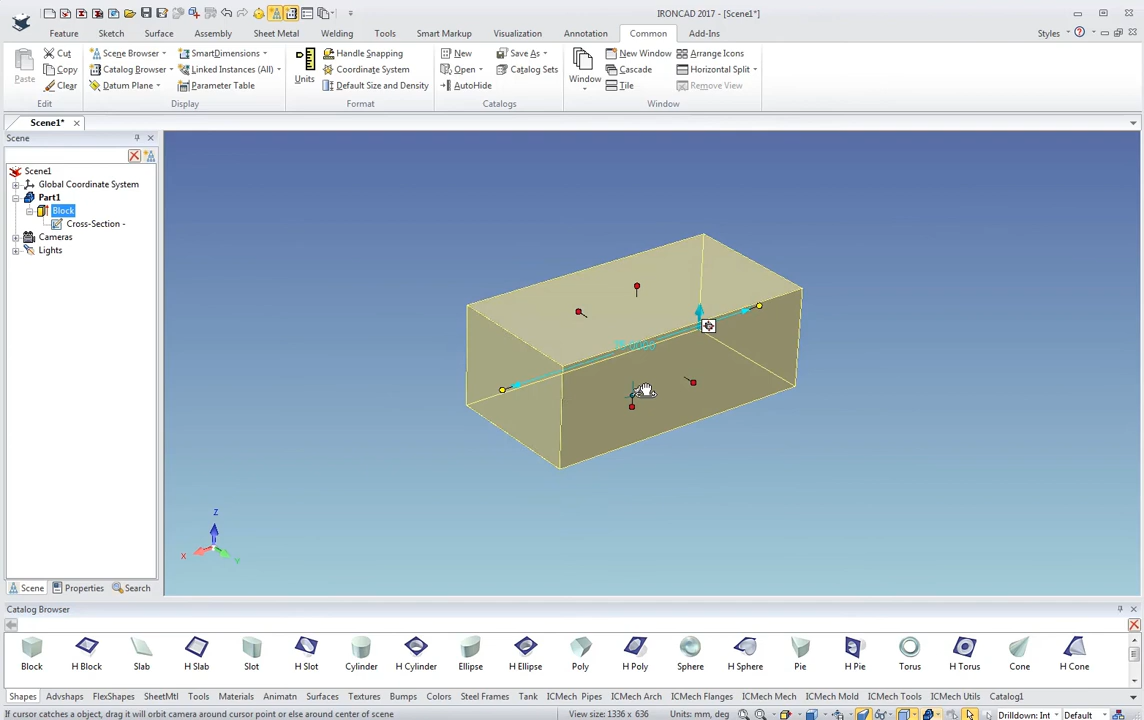 IRONCAD 2017 - [Scene1*]
Feature Sketch Surface Assembly Sheet Metal Tools Smart Markup Visualization Annotation Common Add-Ins Styles
Paste Cut Copy Clear Edit
Scene Browser Catalog Browser Datum Plane SmartDimensions Linked Instances (All) Parameter Table Display
Units Handle Snapping Coordinate System Default Size and Density Format
New Open AutoHide Save As Catalog Sets Catalogs
Window New Window Cascade Tile Arrange Icons Horizontal Split Remove View Window
Scene1*
Scene
Scene1
Global Coordinate System
Part1
Block
Cross-Section -
Cameras
Lights
Z
X
Y
Scene Properties Search
Catalog Browser
Block H Block Slab H Slab Slot H Slot Cylinder H Cylinder Ellipse H Ellipse Poly H Poly Sphere H Sphere Pie H Pie Torus H Torus Cone H Cone
Shapes Advshaps FlexShapes SheetMtl Tools Materials Animatn Surfaces Textures Bumps Colors Steel Frames Tank ICMech Pipes ICMech Arch ICMech Flanges ICMech Mech ICMech Mold ICMech Tools ICMech Utils Catalog1
If cursor catches a object, drag it will orbit camera around cursor point or else around center of scene View size: 1336 x 636 Units: mm, deg Drilldown: Int Default